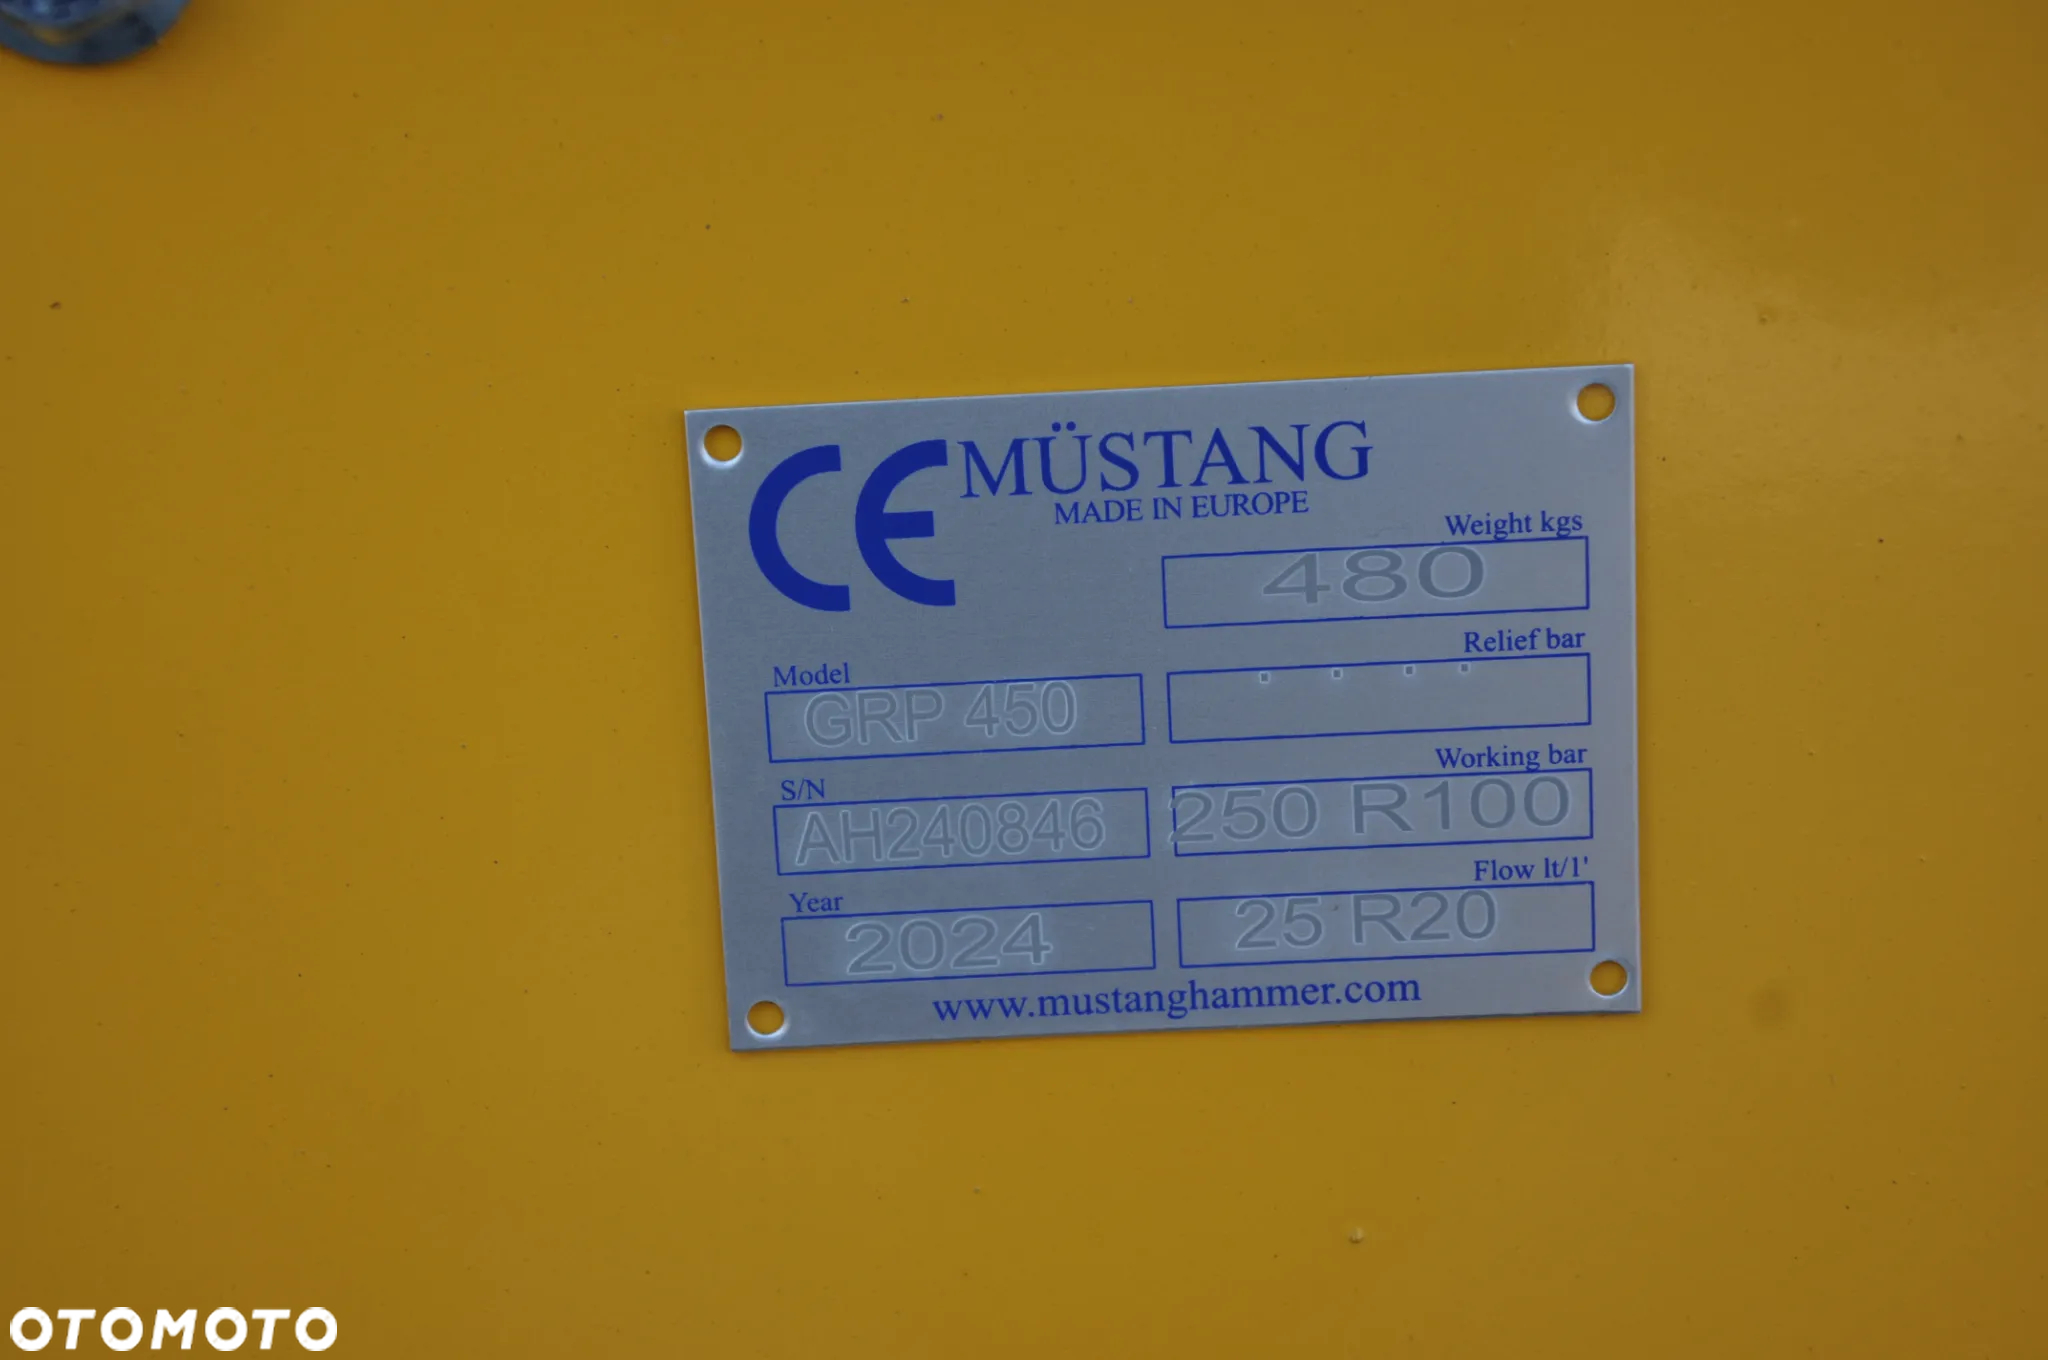 CE MÜSTANG
MADE IN EUROPE
Weight kgs
480
Relief bar
. . . .
Model
GRP 450
Working bar
250 R100
S/N
AH240846
Flow lt/1'
25 R20
Year
2024
www.mustanghammer.com
OTOMOTO